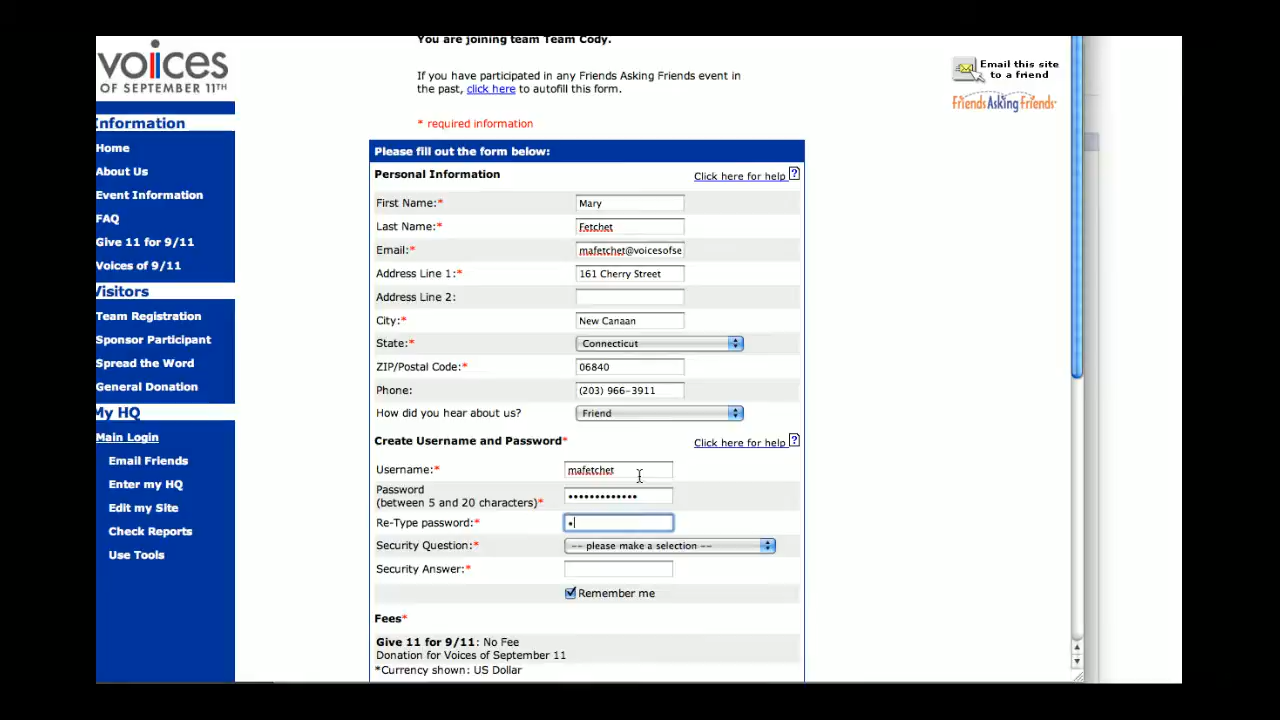 You are joining team Team Cody.
voiices
OF SEPTEMBER 11TH
Email this site
to a friend
If you have participated in any Friends Asking Friends event in
the past, click here to autofill this form.
FriendsAskingFriends
* required information
Information
Home
About Us
Event Information
FAQ
Give 11 for 9/11
Voices of 9/11
Visitors
Team Registration
Sponsor Participant
Spread the Word
General Donation
My HQ
Main Login
Email Friends
Enter my HQ
Edit my Site
Check Reports
Use Tools
Please fill out the form below:
Personal Information Click here for help ?
First Name:* Mary
Last Name:* Fetchet
Email:* mafetchet@voicesofse
Address Line 1:* 161 Cherry Street
Address Line 2:
City:* New Canaan
State:* Connecticut
ZIP/Postal Code:* 06840
Phone: (203) 966-3911
How did you hear about us? Friend
Create Username and Password* Click here for help ?
Username:* mafetchet
Password
(between 5 and 20 characters)* •••••••••••••
Re-Type password:* •
Security Question:* -- please make a selection --
Security Answer:*
Remember me
Fees*
Give 11 for 9/11: No Fee
Donation for Voices of September 11
*Currency shown: US Dollar